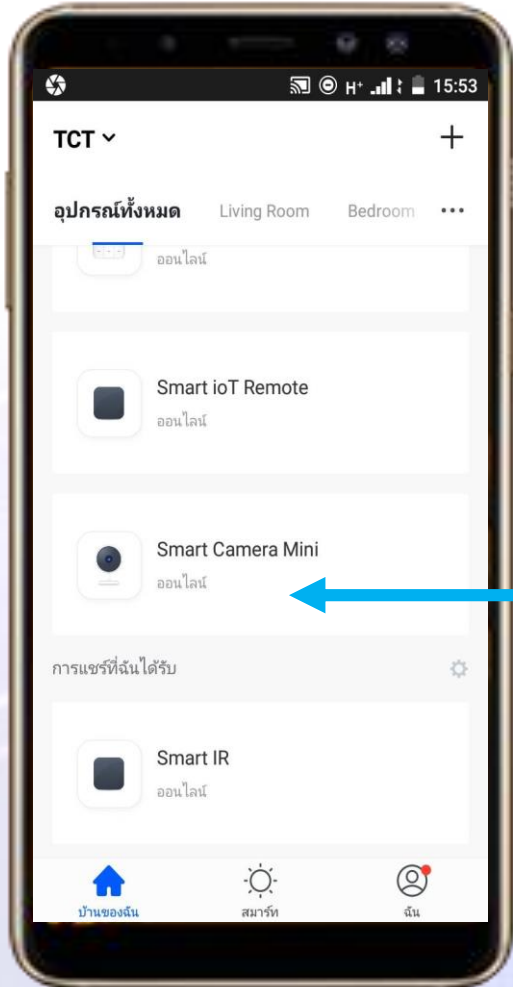 H+ 15:53
TCT
อุปกรณ์ทั้งหมด Living Room Bedroom
ออนไลน์
Smart ioT Remote
ออนไลน์
Smart Camera Mini
ออนไลน์
การแชร์ที่ฉันได้รับ
Smart IR
ออนไลน์
บ้านของฉัน สมาร์ท ฉัน